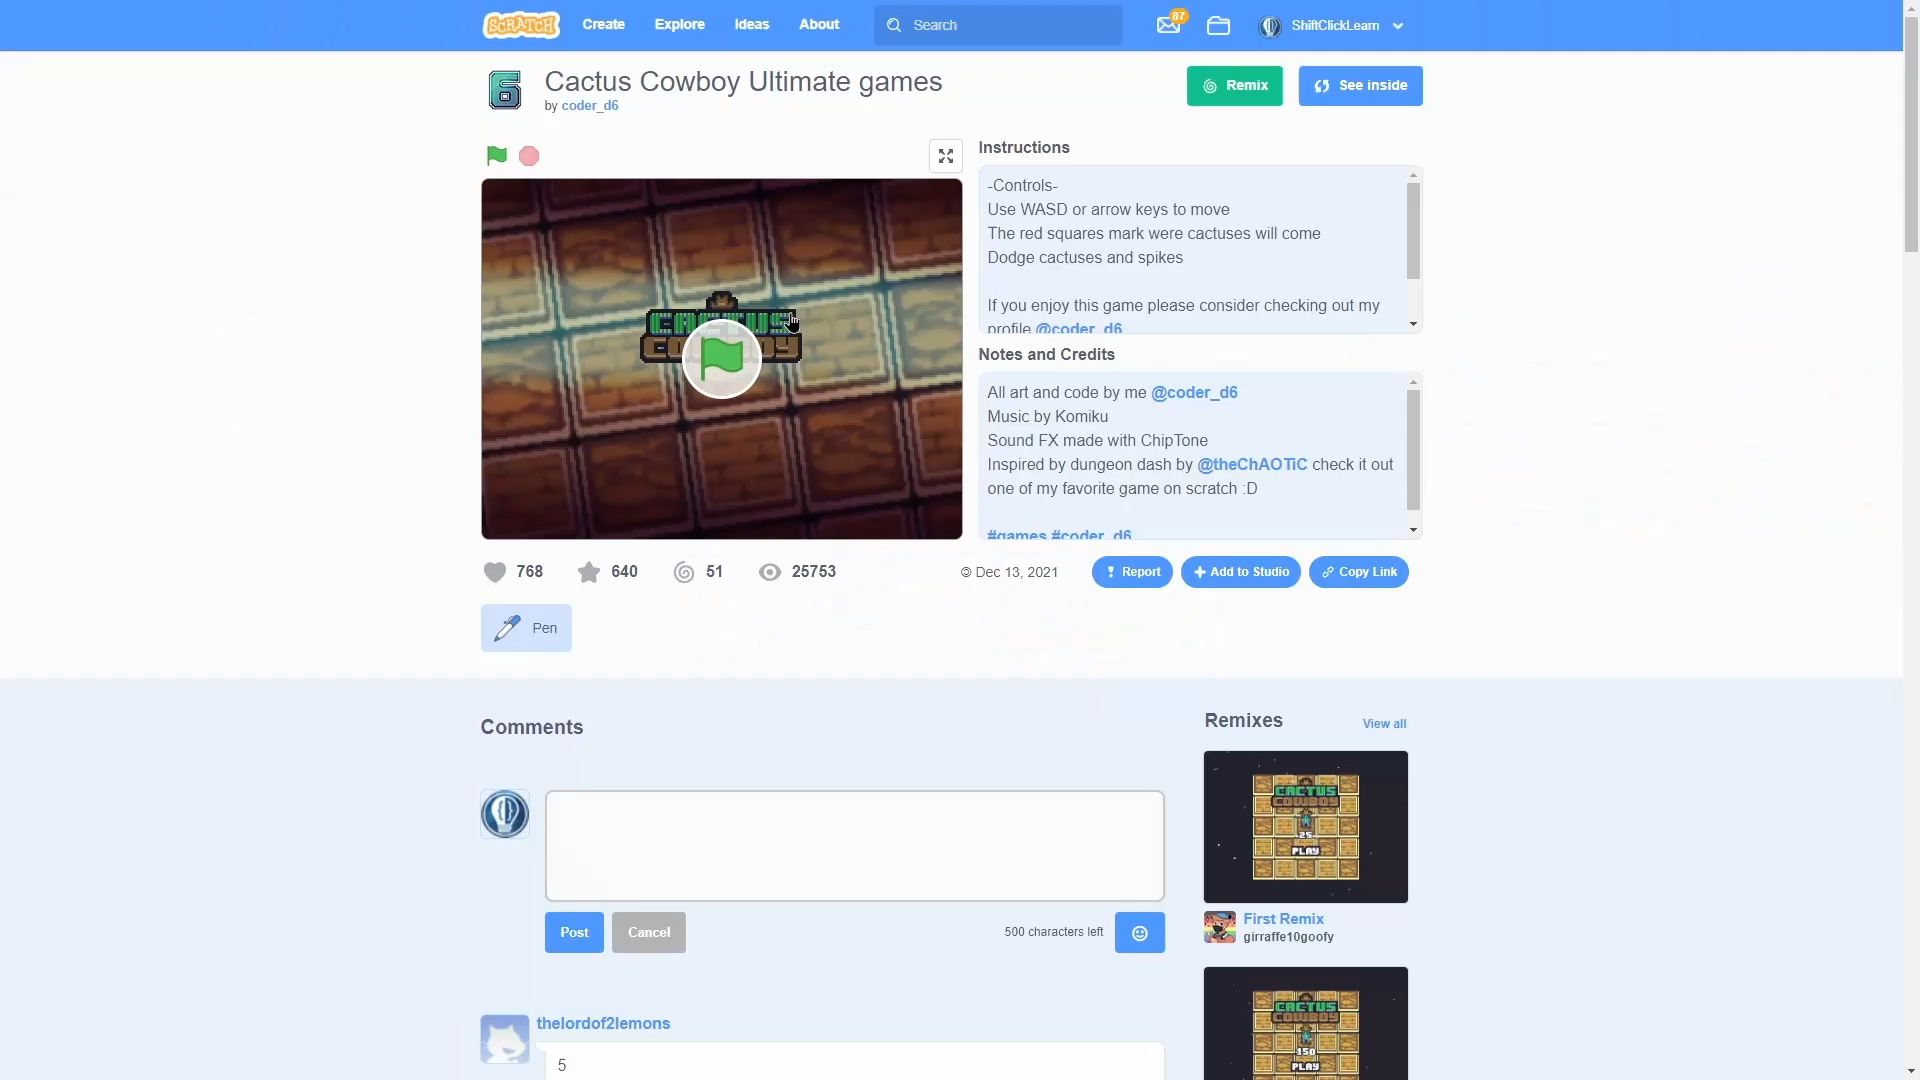 SCRATCH Create Explore Ideas About Search 87 ShiftClickLearn
6 Cactus Cowboy Ultimate games
by coder_d6
Remix See inside
Instructions
-Controls-
Use WASD or arrow keys to move
The red squares mark were cactuses will come
Dodge cactuses and spikes
If you enjoy this game please consider checking out my
profile @coder_d6
CACTUS
COWBOY
Notes and Credits
All art and code by me @coder_d6
Music by Komiku
Sound FX made with ChipTone
Inspired by dungeon dash by @theChAOTiC check it out
one of my favorite game on scratch :D
#games #coder_d6
768 640 51 25753
© Dec 13, 2021 Report Add to Studio Copy Link
Pen
Comments
Post Cancel 500 characters left
thelordof2lemons
5
Remixes View all
CACTUS
COWBOY
25
PLAY
First Remix
girraffe10goofy
CACTUS
COWBOY
150
PLAY